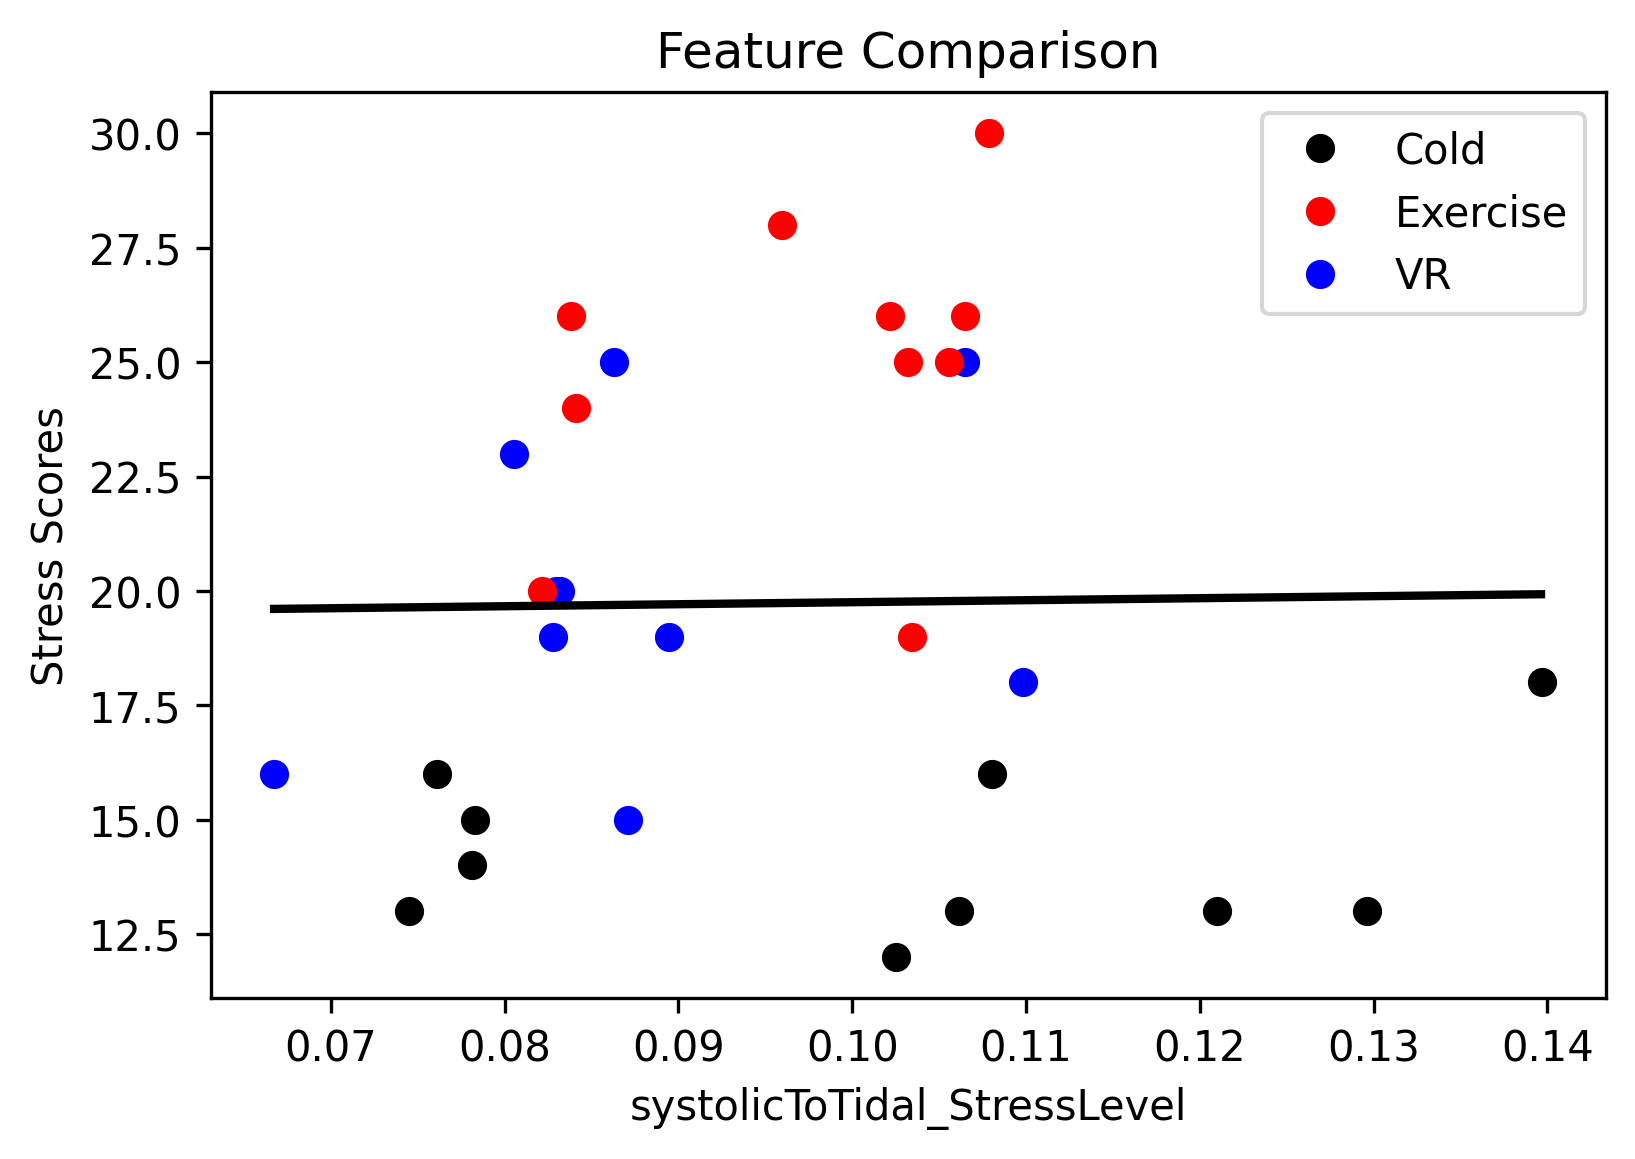 Feature Comparison
30.0
27.5
25.0
22.5
20.0
17.5
15.0
12.5
Stress Scores
Cold
Exercise
VR
0.07 0.08 0.09 0.10 0.11 0.12 0.13 0.14
systolicToTidal_StressLevel